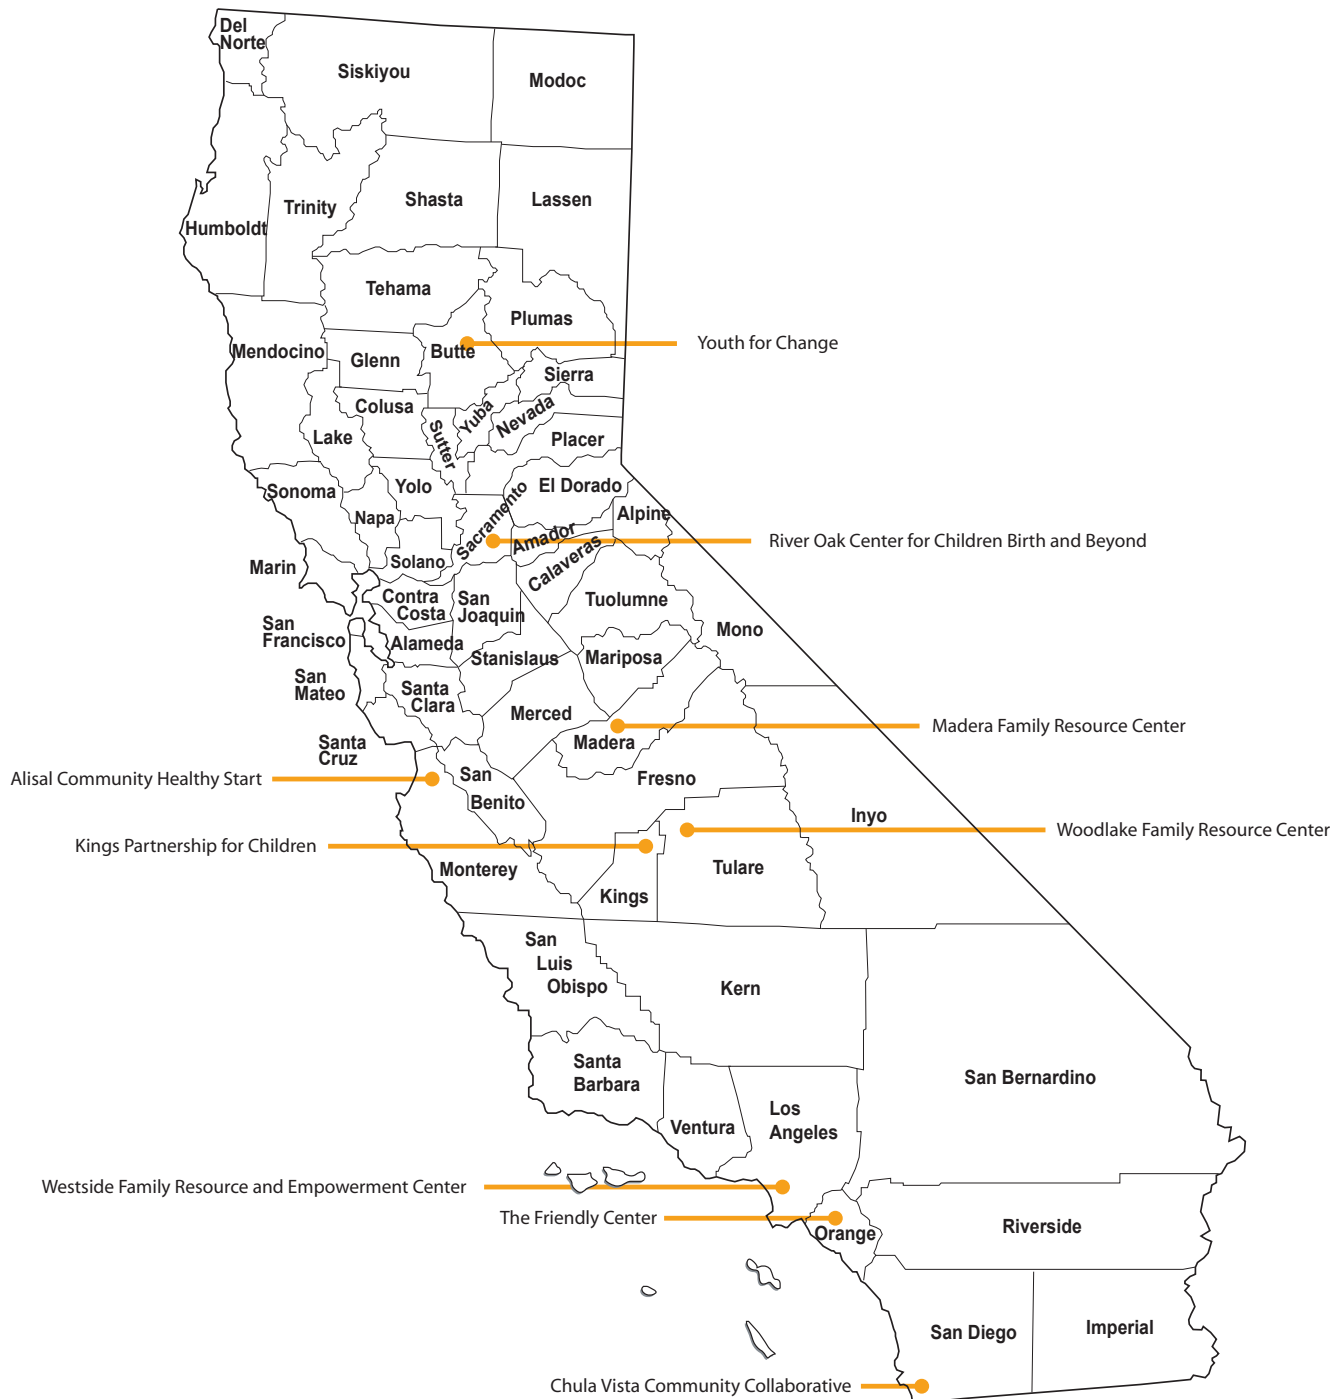 Del
Norte
Siskiyou
Modoc
Humboldt
Trinity
Shasta
Lassen
Tehama
Plumas
Mendocino
Glenn
Butte
Youth for Change
Sierra
Colusa
Sutter
Yuba
Nevada
Lake
Placer
Sonoma
Napa
Yolo
Sacramento
El Dorado
Alpine
Amador
River Oak Center for Children Birth and Beyond
Calaveras
Solano
Marin
Contra
Costa
San
Joaquin
Tuolumne
San
Francisco
Alameda
Stanislaus
Mariposa
Mono
San
Mateo
Santa
Clara
Merced
Madera
Madera Family Resource Center
Santa
Cruz
Alisal Community Healthy Start
San
Benito
Fresno
Inyo
Woodlake Family Resource Center
Kings Partnership for Children
Monterey
Kings
Tulare
San
Luis
Obispo
Kern
Santa
Barbara
Ventura
Los
Angeles
San Bernardino
Westside Family Resource and Empowerment Center
The Friendly Center
Orange
Riverside
San Diego
Imperial
Chula Vista Community Collaborative